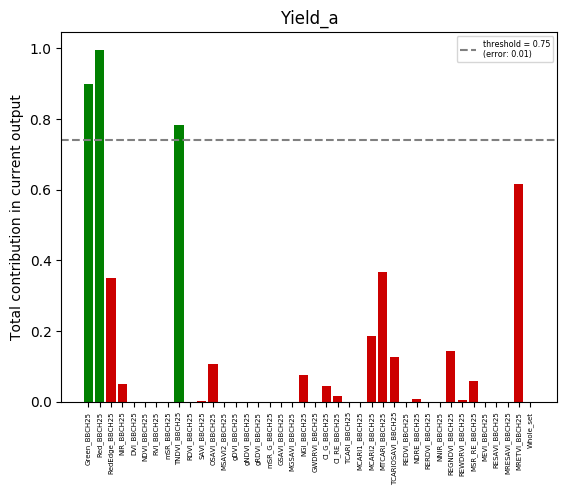 Yield_a
threshold = 0.75
(error: 0.01)
Total contribution in current output
1.0
0.8
0.6
0.4
0.2
0.0
Green_BBCH25
Red_BBCH25
RedEdge_BBCH25
NIR_BBCH25
DVI_BBCH25
NDVI_BBCH25
RVI_BBCH25
mSR_BBCH25
TNDVI_BBCH25
RDVI_BBCH25
SAVI_BBCH25
OSAVI_BBCH25
MSAVI2_BBCH25
gDVI_BBCH25
gNDVI_BBCH25
gRDVI_BBCH25
mSR_G_BBCH25
GSAVI_BBCH25
MGSAVI_BBCH25
NGI_BBCH25
GWDRVI_BBCH25
CI_G_BBCH25
CI_RE_BBCH25
TCARI_BBCH25
MCARI1_BBCH25
MCARI2_BBCH25
MTCARI_BBCH25
TCARIOSAVI_BBCH25
REDVI_BBCH25
NDRE_BBCH25
RERDVI_BBCH25
NNIR_BBCH25
REGNDVI_BBCH25
REWDRVI_BBCH25
MSR_RE_BBCH25
MEVI_BBCH25
RESAVI_BBCH25
MRESAVI_BBCH25
MRETVI_BBCH25
whole_set